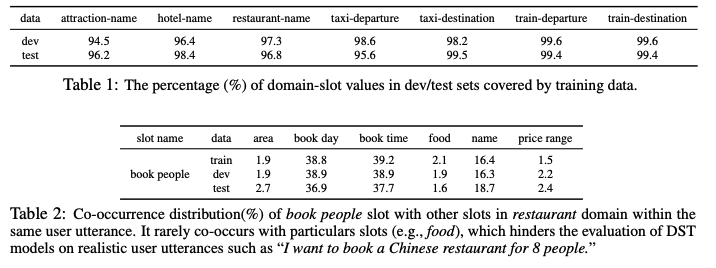 data attraction-name hotel-name restaurant-name taxi-departure taxi-destination train-departure train-destination
dev 94.5 96.4 97.3 98.6 98.2 99.6 99.6
test 96.2 98.4 96.8 95.6 99.5 99.4 99.4
Table 1: The percentage (%) of domain-slot values in dev/test sets covered by training data.
slot name data area book day book time food name price range
train 1.9 38.8 39.2 2.1 16.4 1.5
book people dev 1.9 38.9 38.9 1.9 16.3 2.2
test 2.7 36.9 37.7 1.6 18.7 2.4
Table 2: Co-occurrence distribution(%) of book people slot with other slots in restaurant domain within the
same user utterance. It rarely co-occurs with particulars slots (e.g., food), which hinders the evaluation of DST
models on realistic user utterances such as “I want to book a Chinese restaurant for 8 people.”